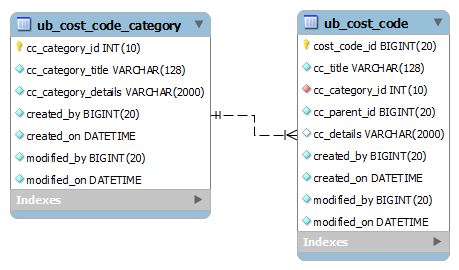 ub_cost_code_category
cc_category_id INT(10)
cc_category_title VARCHAR(128)
cc_category_details VARCHAR(2000)
created_by BIGINT(20)
created_on DATETIME
modified_by BIGINT(20)
modified_on DATETIME
Indexes
ub_cost_code
cost_code_id BIGINT(20)
cc_title VARCHAR(128)
cc_category_id INT(10)
cc_parent_id BIGINT(20)
cc_details VARCHAR(2000)
created_by BIGINT(20)
created_on DATETIME
modified_by BIGINT(20)
modified_on DATETIME
Indexes